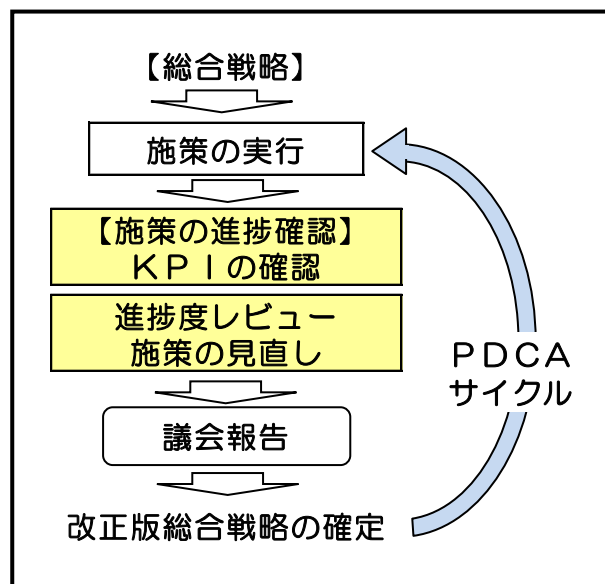 【総合戦略】
施策の実行
【施策の進捗確認】
ＫＰＩの確認
進捗度レビュー
施策の見直し
議会報告
改正版総合戦略の確定
ＰＤＣＡ
サイクル